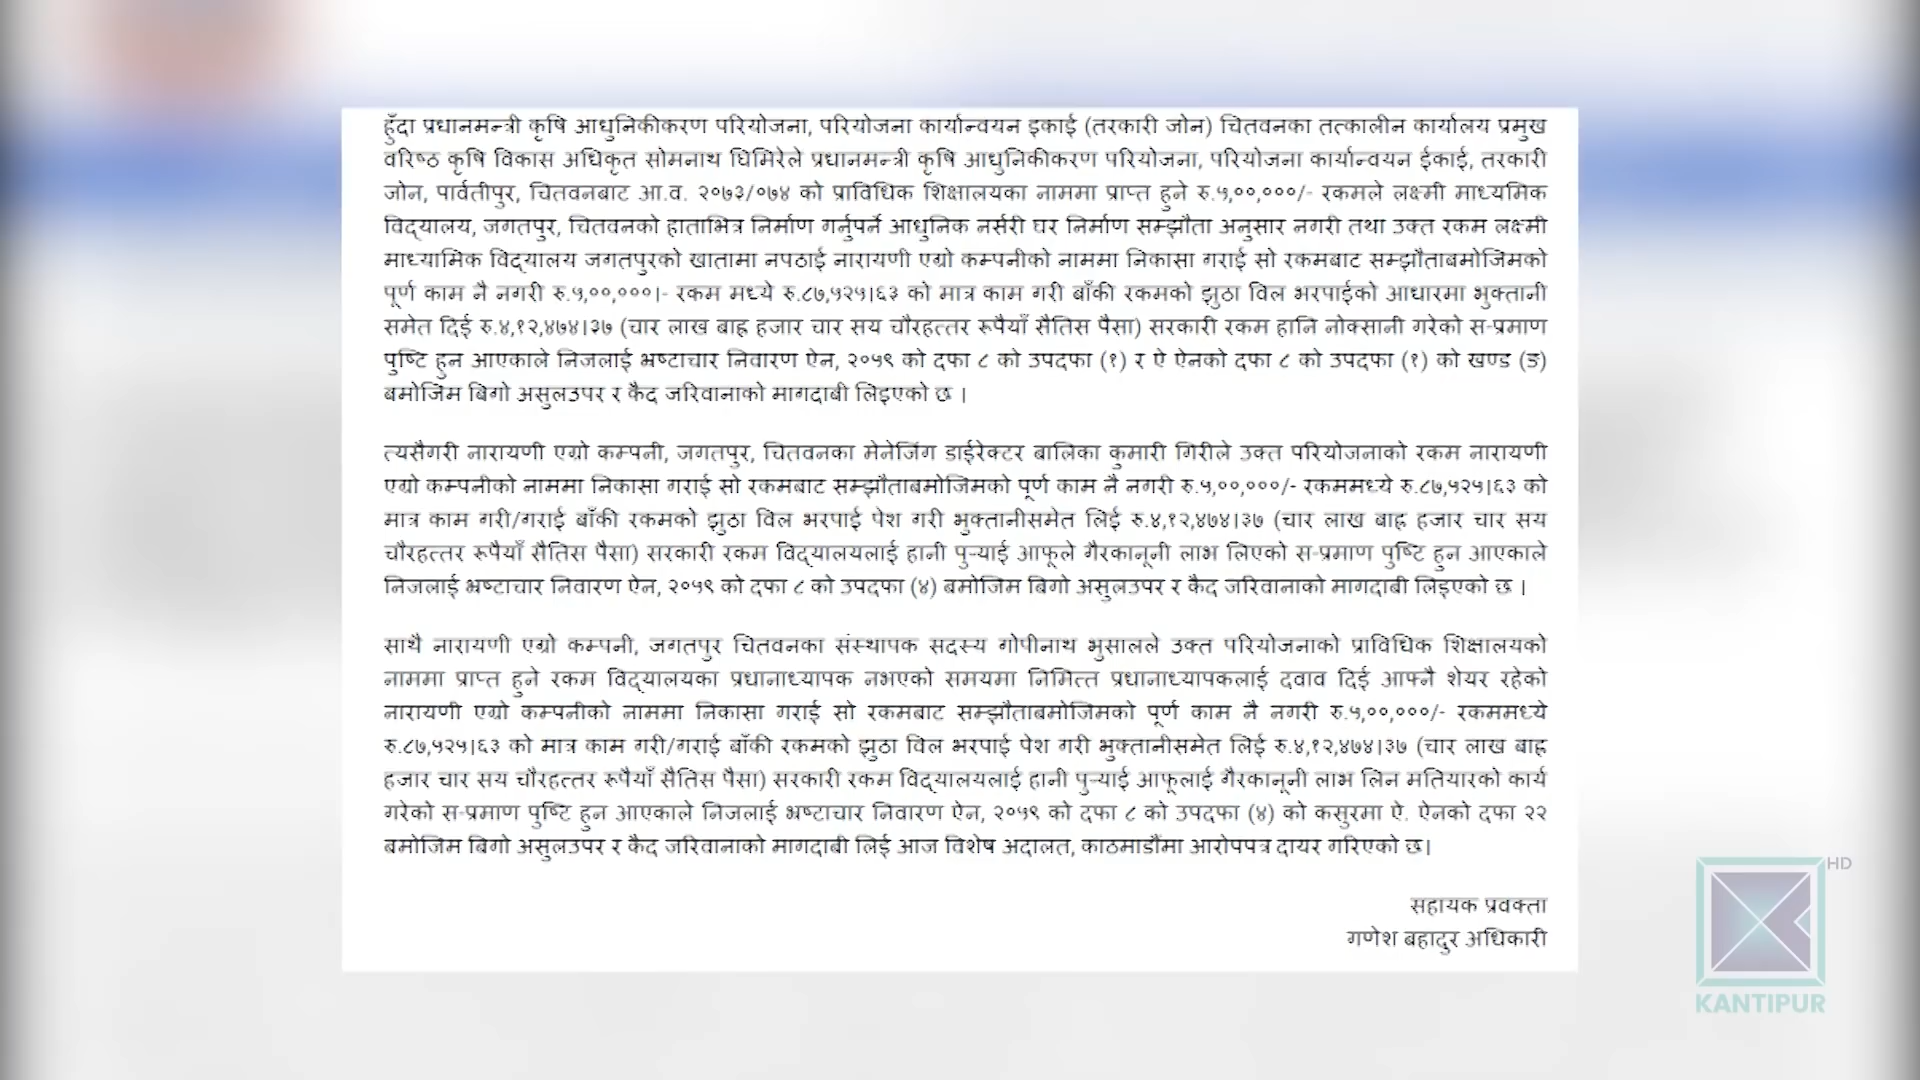 हुँदा प्रधानमन्त्री कृषि आधुनिकीकरण परियोजना, परियोजना कार्यान्वयन इकाई (तरकारी जोन) चितवनका तत्कालीन कार्यालय प्रमुख
वरिष्ठ कृषि विकास अधिकृत सोमनाथ घिमिरेले प्रधानमन्त्री कृषि आधुनिकीकरण परियोजना, परियोजना कार्यान्वयन ईकाई, तरकारी
जोन, पार्वतीपुर, चितवनबाट आ.व. २०७३/०७४ को प्राविधिक शिक्षालयका नाममा प्राप्त हुने रु.५,००,०००/- रकमले लक्ष्मी माध्यमिक
विद्यालय, जगतपुर, चितवनको हाताभित्र निर्माण गर्नुपर्ने आधुनिक नर्सरी घर निर्माण सम्झौता अनुसार नगरी तथा उक्त रकम लक्ष्मी
माध्यामिक विद्यालय जगतपुरको खातामा नपठाई नारायणी एग्रो कम्पनीको नाममा निकासा गराई सो रकमबाट सम्झौताबमोजिमको
पूर्ण काम नै नगरी रु.५,००,०००।- रकम मध्ये रु.८७,५२५।६३ को मात्र काम गरी बाँकी रकमको झुठा विल भरपाईको आधारमा भुक्तानी
समेत दिई रु.४,१२,४७४।३७ (चार लाख बाह्र हजार चार सय चौरहत्तर रूपैयाँ सैतिस पैसा) सरकारी रकम हानि नोक्सानी गरेको स-प्रमाण
पुष्टि हुन आएकाले निजलाई भ्रष्टाचार निवारण ऐन, २०५९ को दफा ८ को उपदफा (१) र ऐ ऐनको दफा ८ को उपदफा (१) को खण्ड (ङ)
बमोजिम बिगो असुलउपर र कैद जरिवानाको मागदाबी लिइएको छ ।
त्यसैगरी नारायणी एग्रो कम्पनी, जगतपुर, चितवनका मेनेजिंग डाईरेक्टर बालिका कुमारी गिरीले उक्त परियोजनाको रकम नारायणी
एग्रो कम्पनीको नाममा निकासा गराई सो रकमबाट सम्झौताबमोजिमको पूर्ण काम नै नगरी रु.५,००,०००/- रकममध्ये रु.८७,५२५।६३ को
मात्र काम गरी/गराई बाँकी रकमको झुठा विल भरपाई पेश गरी भुक्तानीसमेत लिई रु.४,१२,४७४।३७ (चार लाख बाह्र हजार चार सय
चौरहत्तर रूपैयाँ सैतिस पैसा) सरकारी रकम विद्यालयलाई हानी पुर्‍याई आफूले गैरकानूनी लाभ लिएको स-प्रमाण पुष्टि हुन आएकाले
निजलाई भ्रष्टाचार निवारण ऐन, २०५९ को दफा ८ को उपदफा (४) बमोजिम बिगो असुलउपर र कैद जरिवानाको मागदाबी लिइएको छ ।
साथै नारायणी एग्रो कम्पनी, जगतपुर चितवनका संस्थापक सदस्य गोपीनाथ भुसालले उक्त परियोजनाको प्राविधिक शिक्षालयको
नाममा प्राप्त हुने रकम विद्यालयका प्रधानाध्यापक नभएको समयमा निमित्त प्रधानाध्यापकलाई दवाव दिई आफ्नै शेयर रहेको
नारायणी एग्रो कम्पनीको नाममा निकासा गराई सो रकमबाट सम्झौताबमोजिमको पूर्ण काम नै नगरी रु.५,००,०००/- रकममध्ये
रु.८७,५२५।६३ को मात्र काम गरी/गराई बाँकी रकमको झुठा विल भरपाई पेश गरी भुक्तानीसमेत लिई रु.४,१२,४७४।३७ (चार लाख बाह्र
हजार चार सय चौरहत्तर रूपैयाँ सैतिस पैसा) सरकारी रकम विद्यालयलाई हानी पुर्‍याई आफूलाई गैरकानूनी लाभ लिन मतियारको कार्य
गरेको स-प्रमाण पुष्टि हुन आएकाले निजलाई भ्रष्टाचार निवारण ऐन, २०५९ को दफा ८ को उपदफा (४) को कसुरमा ऐ. ऐनको दफा २२
बमोजिम बिगो असुलउपर र कैद जरिवानाको मागदाबी लिई आज विशेष अदालत, काठमाडौंमा आरोपपत्र दायर गरिएको छ।
सहायक प्रवक्ता
गणेश बहादुर अधिकारी
HD
KANTIPUR